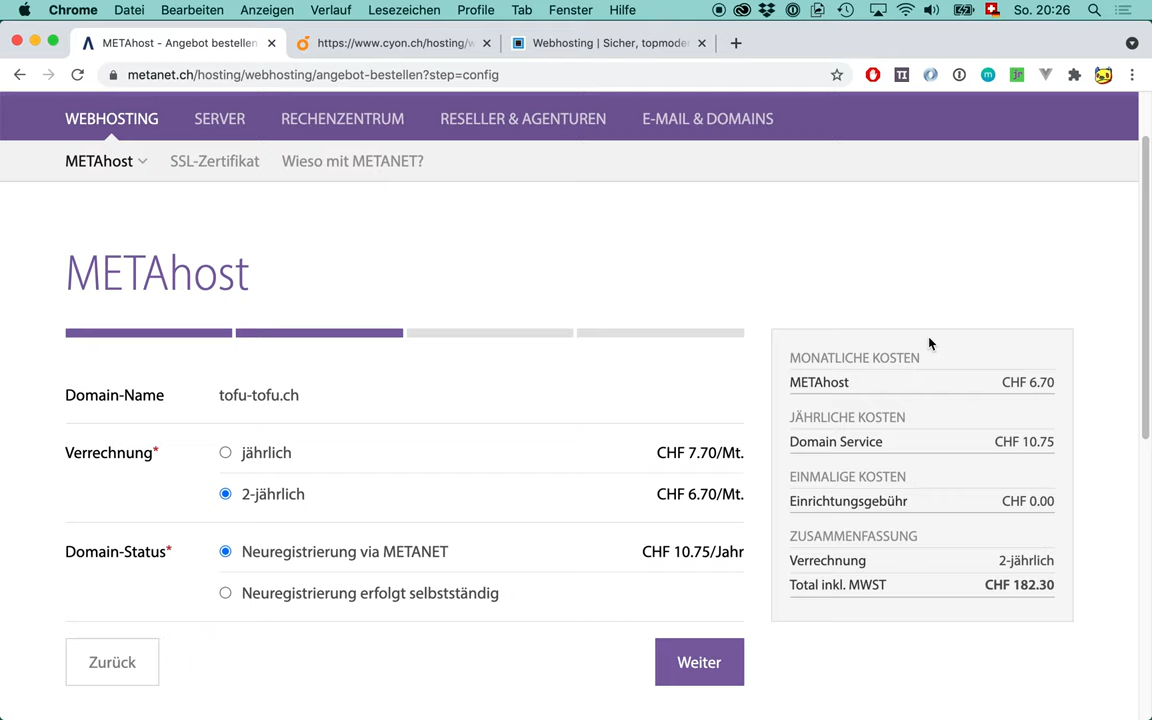 Chrome Datei Bearbeiten Anzeigen Verlauf Lesezeichen Profile Tab Fenster Hilfe So. 20:26
METAhost - Angebot bestellen https://www.cyon.ch/hosting/w Webhosting | Sicher, topmode
metanet.ch/hosting/webhosting/angebot-bestellen?step=config
WEBHOSTING SERVER RECHENZENTRUM RESELLER & AGENTUREN E-MAIL & DOMAINS
METAhost SSL-Zertifikat Wieso mit METANET?
METAhost
Domain-Name tofu-tofu.ch
Verrechnung* jährlich CHF 7.70/Mt.
2-jährlich CHF 6.70/Mt.
Domain-Status* Neuregistrierung via METANET CHF 10.75/Jahr
Neuregistrierung erfolgt selbstständig
Zurück Weiter
MONATLICHE KOSTEN
METAhost CHF 6.70
JÄHRLICHE KOSTEN
Domain Service CHF 10.75
EINMALIGE KOSTEN
Einrichtungsgebühr CHF 0.00
ZUSAMMENFASSUNG
Verrechnung 2-jährlich
Total inkl. MWST CHF 182.30